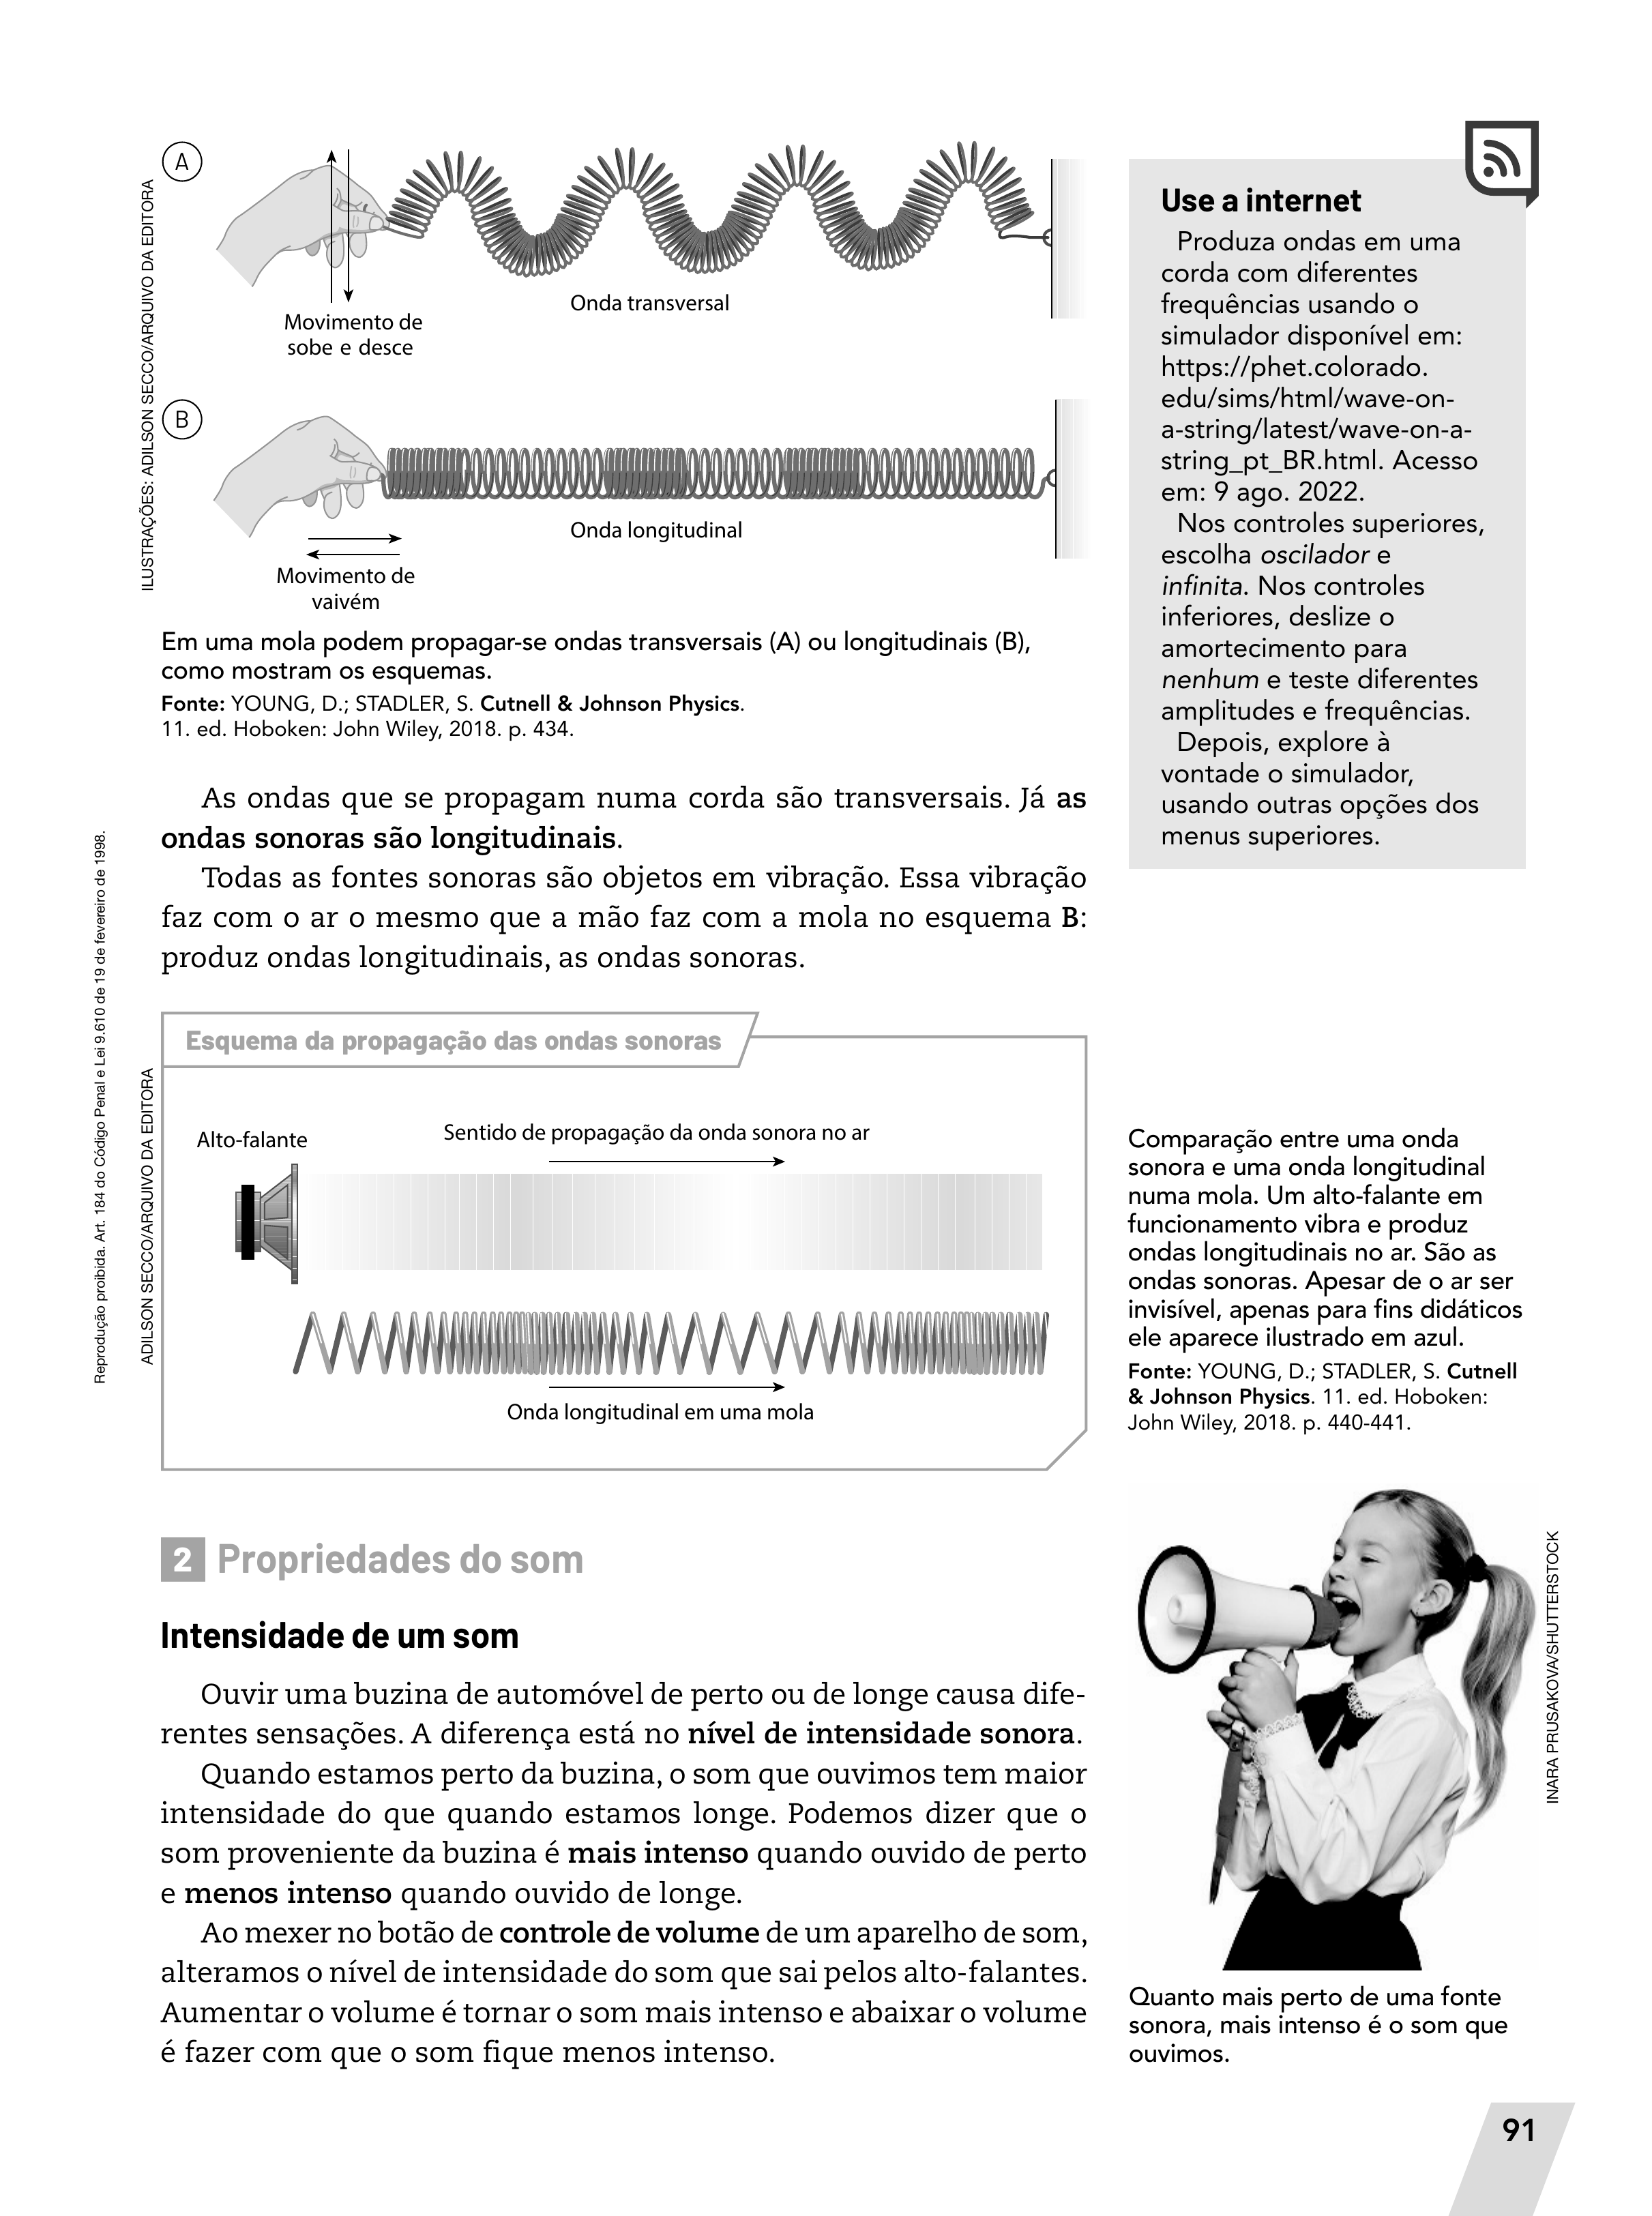 A
Movimento de
sobe e desce
Onda transversal
B
Onda longitudinal
Movimento de
vaivém
ILUSTRAÇÕES: ADILSON SECCO/ARQUIVO DA EDITORA
Em uma mola podem propagar-se ondas transversais (A) ou longitudinais (B),
como mostram os esquemas.
Fonte: YOUNG, D.; STADLER, S. Cutnell & Johnson Physics.
11. ed. Hoboken: John Wiley, 2018. p. 434.
Use a internet
Produza ondas em uma
corda com diferentes
frequências usando o
simulador disponível em:
https://phet.colorado.
edu/sims/html/wave-on-
a-string/latest/wave-on-a-
string_pt_BR.html. Acesso
em: 9 ago. 2022.
Nos controles superiores,
escolha oscilador e
infinita. Nos controles
inferiores, deslize o
amortecimento para
nenhum e teste diferentes
amplitudes e frequências.
Depois, explore à
vontade o simulador,
usando outras opções dos
menus superiores.
As ondas que se propagam numa corda são transversais. Já as
ondas sonoras são longitudinais.
Todas as fontes sonoras são objetos em vibração. Essa vibração
faz com o ar o mesmo que a mão faz com a mola no esquema B:
produz ondas longitudinais, as ondas sonoras.
Reprodução proibida. Art. 184 do Código Penal e Lei 9.610 de 19 de fevereiro de 1998.
Esquema da propagação das ondas sonoras
Alto-falante
Sentido de propagação da onda sonora no ar
Onda longitudinal em uma mola
ADILSON SECCO/ARQUIVO DA EDITORA
Comparação entre uma onda
sonora e uma onda longitudinal
numa mola. Um alto-falante em
funcionamento vibra e produz
ondas longitudinais no ar. São as
ondas sonoras. Apesar de o ar ser
invisível, apenas para fins didáticos
ele aparece ilustrado em azul.
Fonte: YOUNG, D.; STADLER, S. Cutnell
& Johnson Physics. 11. ed. Hoboken:
John Wiley, 2018. p. 440-441.
2 Propriedades do som
Intensidade de um som
Ouvir uma buzina de automóvel de perto ou de longe causa dife-
rentes sensações. A diferença está no nível de intensidade sonora.
Quando estamos perto da buzina, o som que ouvimos tem maior
intensidade do que quando estamos longe. Podemos dizer que o
som proveniente da buzina é mais intenso quando ouvido de perto
e menos intenso quando ouvido de longe.
Ao mexer no botão de controle de volume de um aparelho de som,
alteramos o nível de intensidade do som que sai pelos alto-falantes.
Aumentar o volume é tornar o som mais intenso e abaixar o volume
é fazer com que o som fique menos intenso.
INARA PRUSAKOVA/SHUTTERSTOCK
Quanto mais perto de uma fonte
sonora, mais intenso é o som que
ouvimos.
91